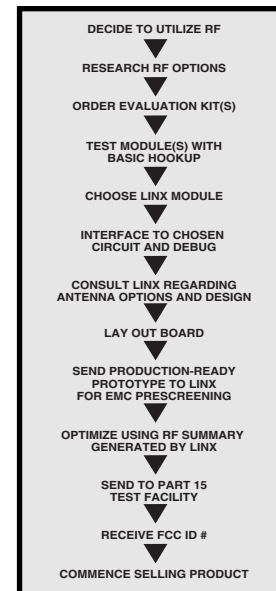 DECIDE TO UTILIZE RF
RESEARCH RF OPTIONS
ORDER EVALUATION KIT(S)
TEST MODULE(S) WITH
BASIC HOOKUP
CHOOSE LINX MODULE
INTERFACE TO CHOSEN
CIRCUIT AND DEBUG
CONSULT LINX REGARDING
ANTENNA OPTIONS AND DESIGN
LAY OUT BOARD
SEND PRODUCTION-READY
PROTOTYPE TO LINX
FOR EMC PRESCREENING
OPTIMIZE USING RF SUMMARY
GENERATED BY LINX
SEND TO PART 15
TEST FACILITY
RECEIVE FCC ID #
COMMENCE SELLING PRODUCT